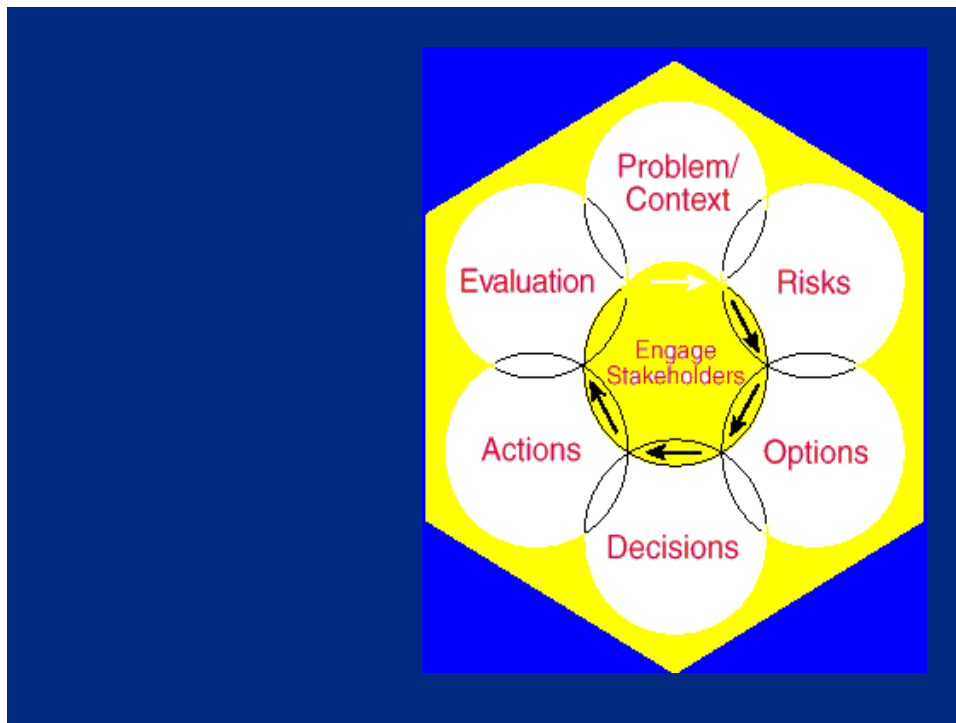 Problem/
Context
Risks
Options
Decisions
Actions
Evaluation
Engage
Stakeholders